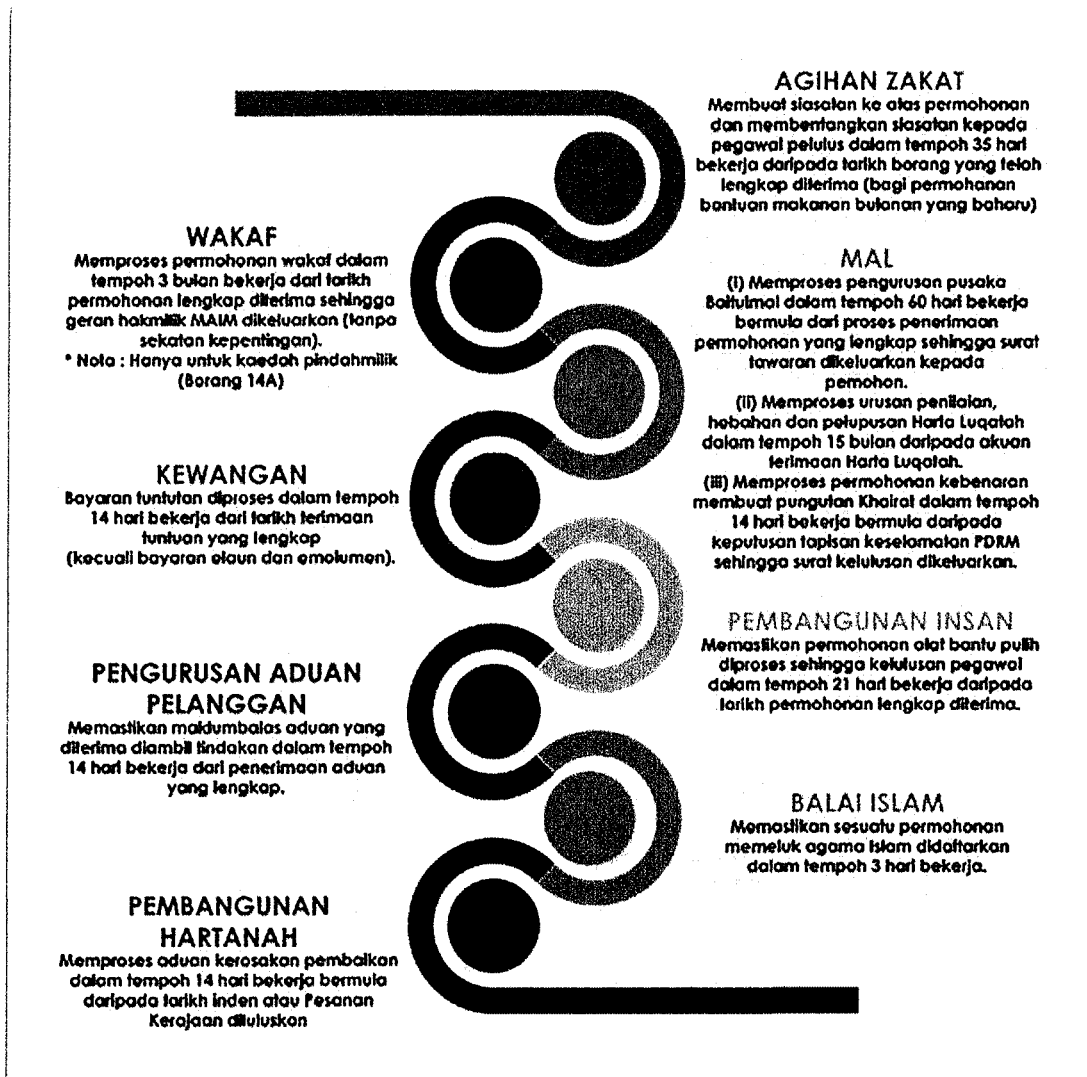 AGIHAN ZAKAT
Membuat siasatan ke atas permohonan
dan membentangkan siasatan kepada
pegawai pelulus dalam tempoh 35 hari
bekerja daripada tarikh borang yang telah
lengkap diterima (bagi permohanan
bantuan makanan bulanan yang baharu)
WAKAF
Memproses permohonan wakaf dalam
tempoh 3 bulan bekerja dari tarikh
permohonan lengkap diterima sehingga
geran hakmilik MAIM dikeluarkan (tanpa
sekatan kepentingan).
* Nota : Hanya untuk kaedah pindahmilik
(Borang 14A)
MAL
(i) Memproses pengurusan pusaka
Baitulmal dalam tempoh 60 hari bekerja
bermula dari proses penerimaan
permohonan yang lengkap sehingga surat
tawaran dikeluarkan kepada
pemohon.
(ii) Memproses urusan penilaian,
hebahan dan pelupusan Harta Luqatah
dalam tempoh 15 bulan daripada akuan
terimaan Harta Luqatah.
(iii) Memproses permohonan kebenaran
membuat pungutan Khairat dalam tempoh
14 hari bekerja bermula daripada
keputusan tapisan keselamatan PDRM
sehingga surat kelulusan dikeluarkan.
KEWANGAN
Bayaran tuntutan diproses dalam tempoh
14 hari bekerja dari tarikh terimaan
tuntuan yang lengkap
(kecuali bayaran elaun dan emolumen).
PEMBANGUNAN INSAN
Memastikan permohonan alat bantu pulih
diproses sehingga kelulusan pegawai
dalam tempoh 21 hari bekerja daripada
tarikh permohonan lengkap diterima.
PENGURUSAN ADUAN
PELANGGAN
Memastikan maklumbalas aduan yang
diterima diambil tindakan dalam tempoh
14 hari bekerja dari penerimaan aduan
yang lengkap.
BALAI ISLAM
Memastikan sesuatu permohonan
memeluk agama Islam didaftarkan
dalam tempoh 3 hari bekerja.
PEMBANGUNAN
HARTANAH
Memproses aduan kerosakan pembaikan
dalam tempoh 14 hari bekerja bermula
daripada tarikh inden atau Pesanan
Kerajaan diluluskan